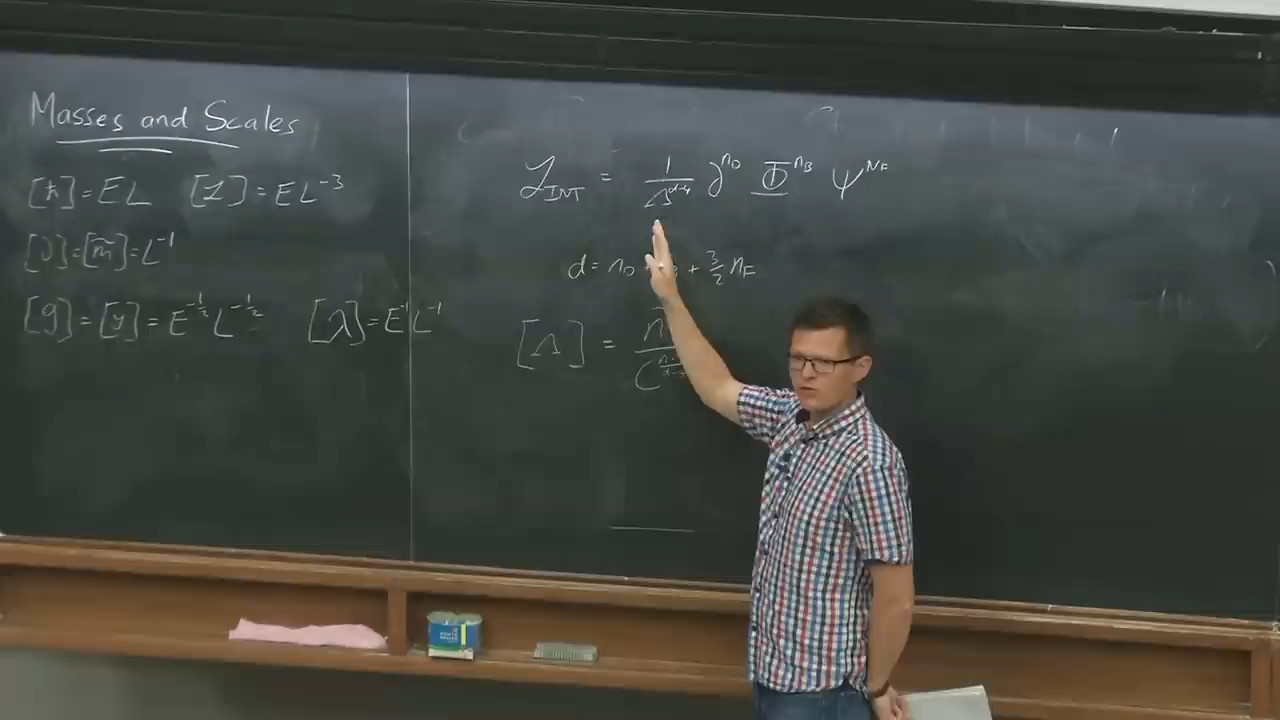 Masses and Scales
[ħ] = EL [ℒ] = EL⁻³
[∂] = [m̃] = L⁻¹
[g] = [y] = E^{-1/2} L^{-1/2} [λ] = E⁻¹L⁻¹
ℒ_INT = 1/Λ^{d-4} ∂^{n_D} Φ^{n_B} ψ^{n_F}
d = n_D + + 3/2 n_F
[Λ] =